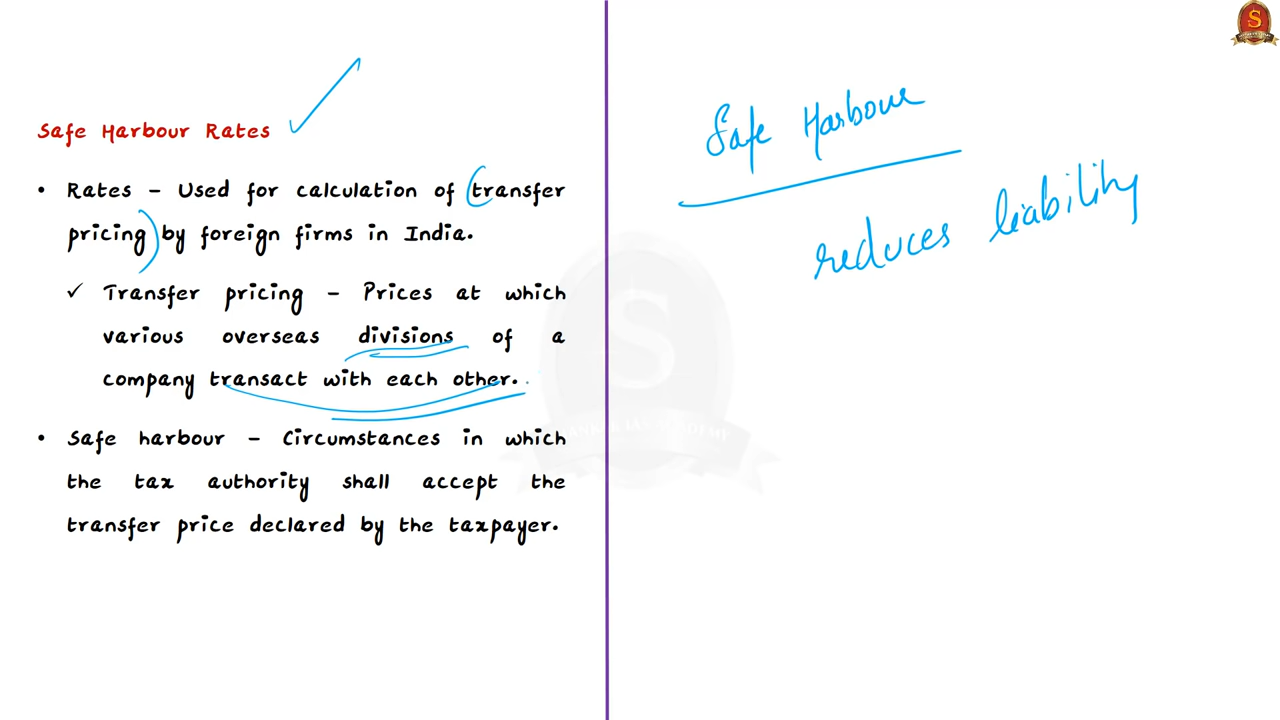 Safe Harbour Rates
• Rates – Used for calculation of transfer
pricing by foreign firms in India.
✓ Transfer pricing – Prices at which
various overseas divisions of a
company transact with each other.
• Safe harbour – Circumstances in which
the tax authority shall accept the
transfer price declared by the taxpayer.
Safe Harbour
reduces liability
S
S